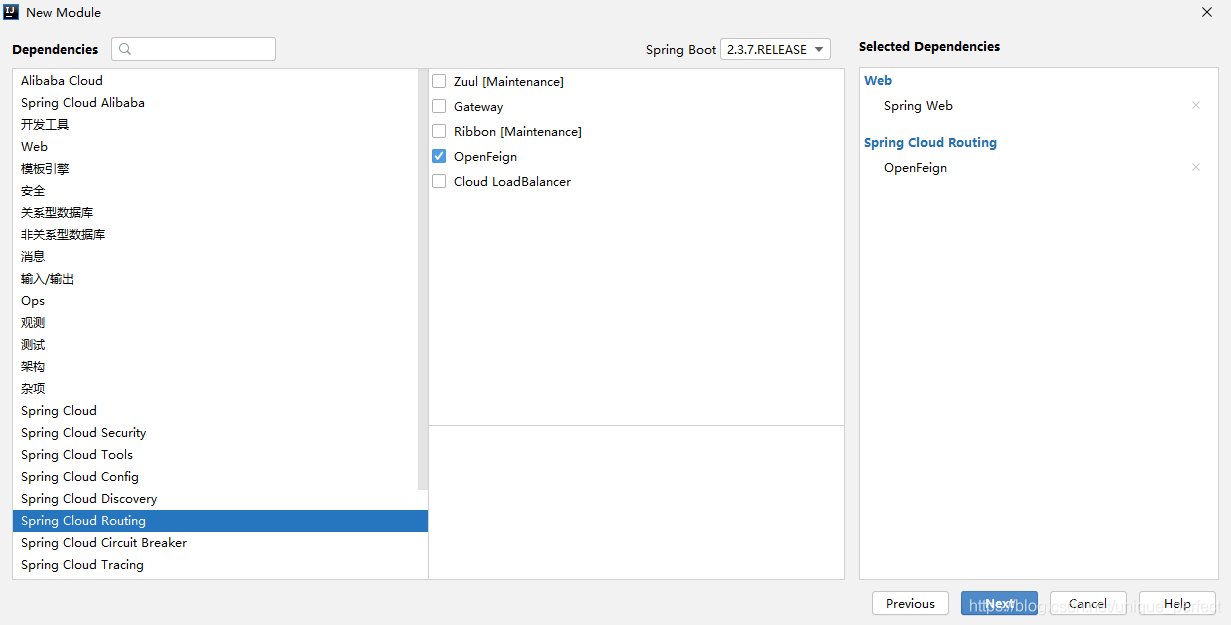 New Module
Dependencies
Spring Boot 2.3.7.RELEASE
Selected Dependencies
Alibaba Cloud
Spring Cloud Alibaba
开发工具
Web
模板引擎
安全
关系型数据库
非关系型数据库
消息
输入/输出
Ops
观测
测试
架构
杂项
Spring Cloud
Spring Cloud Security
Spring Cloud Tools
Spring Cloud Config
Spring Cloud Discovery
Spring Cloud Routing
Spring Cloud Circuit Breaker
Spring Cloud Tracing
Zuul [Maintenance]
Gateway
Ribbon [Maintenance]
OpenFeign
Cloud LoadBalancer
Web
Spring Web
Spring Cloud Routing
OpenFeign
Previous
Next
Cancel
Help